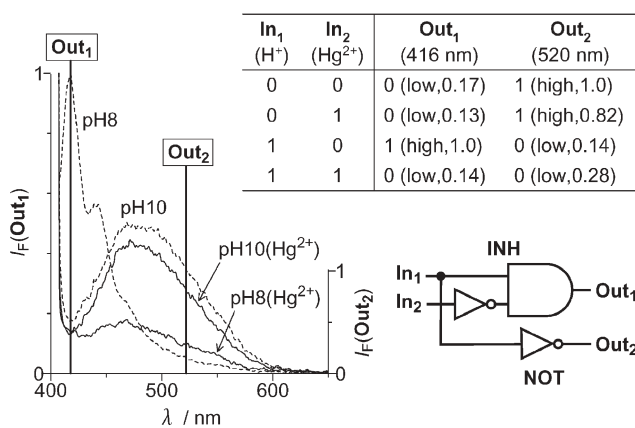 In1 In2 Out1 Out2
(H+) (Hg2+) (416 nm) (520 nm)
0 0 0 (low,0.17) 1 (high,1.0)
0 1 0 (low,0.13) 1 (high,0.82)
1 0 1 (high,1.0) 0 (low,0.14)
1 1 0 (low,0.14) 0 (low,0.28)
Out1
1
pH8
Out2
pH10
IF(Out1)
pH10(Hg2+)
pH8(Hg2+)
1
IF(Out2)
0
0
400 500 600
λ / nm
INH
In1
In2
Out1
Out2
NOT